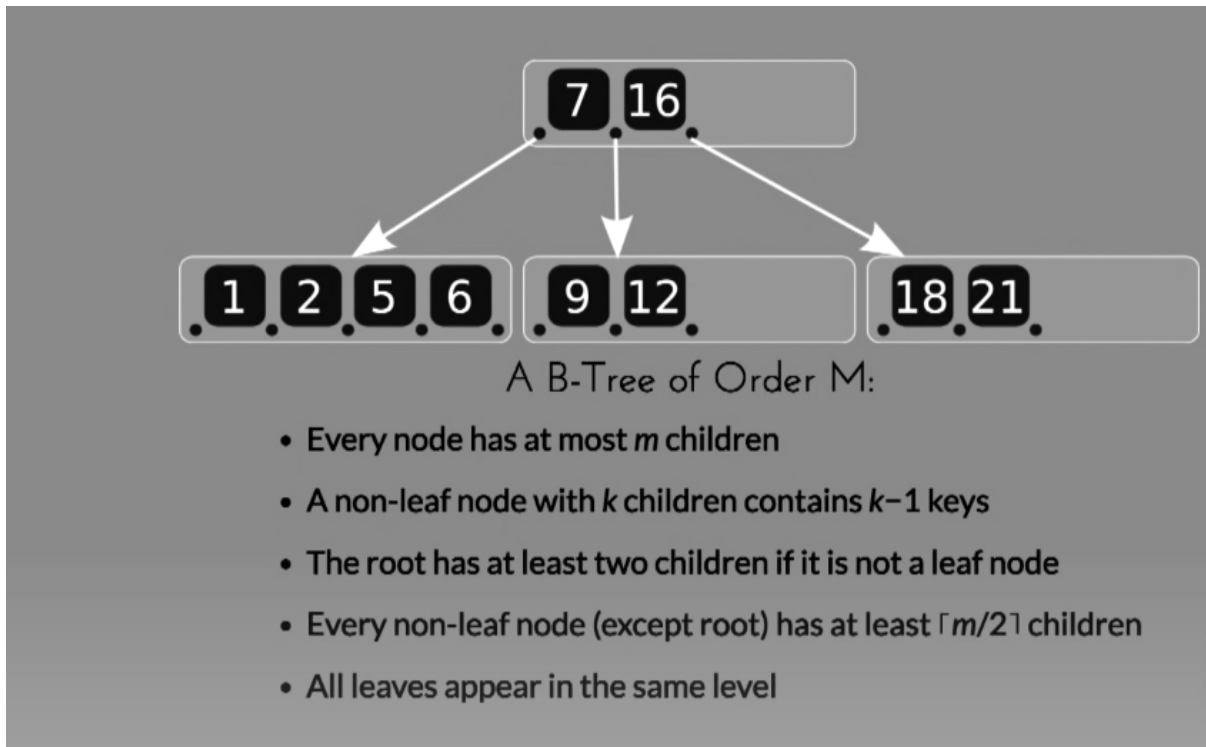 7 16
1 2 5 6 9 12 18 21
A B-Tree of Order M:
• Every node has at most m children
• A non-leaf node with k children contains k−1 keys
• The root has at least two children if it is not a leaf node
• Every non-leaf node (except root) has at least ⌈m/2⌉ children
• All leaves appear in the same level